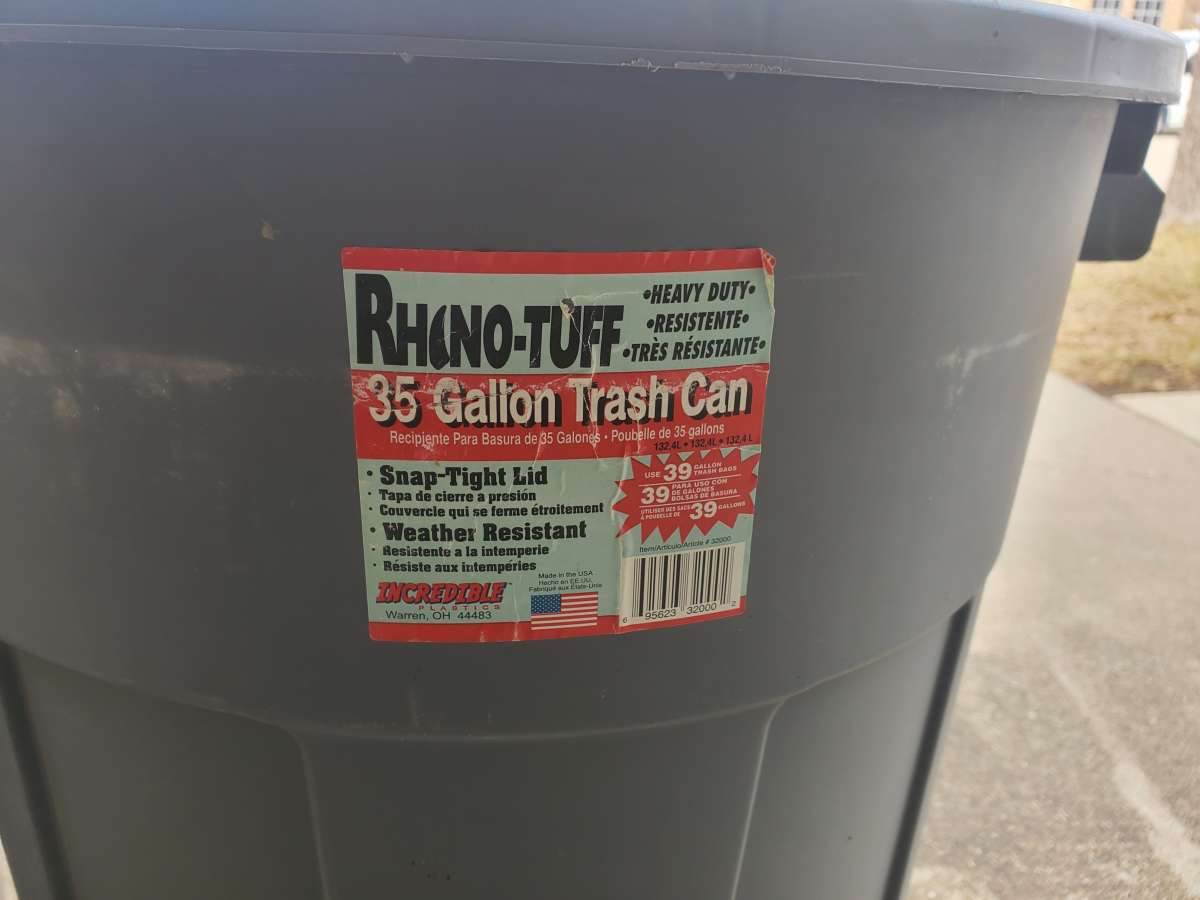 RHINO-TUFF
•HEAVY DUTY•
•RESISTENTE•
•TRÈS RÉSISTANTE•
35 Gallon Trash Can
Recipiente Para Basura de 35 Galones • Poubelle de 35 gallons
132,4L • 132,4L • 132,4 L
• Snap-Tight Lid
• Tapa de cierre a presión
• Couvercle qui se ferme étroitement
• Weather Resistant
• Resistente a la intemperie
• Résiste aux intempéries
USE 39 GALLON TRASH BAGS
39 PARA USO CON DE GALONES BOLSAS DE BASURA
UTILISER DES SACS À POUBELLE DE 39 GALLONS
Item/Articulo/Article # 32000
INCREDIBLE™
PLASTICS
Warren, OH 44483
Made in the USA
Hecho en EE.UU.
Fabriqué aux États-Unis
6 95623 32000 2